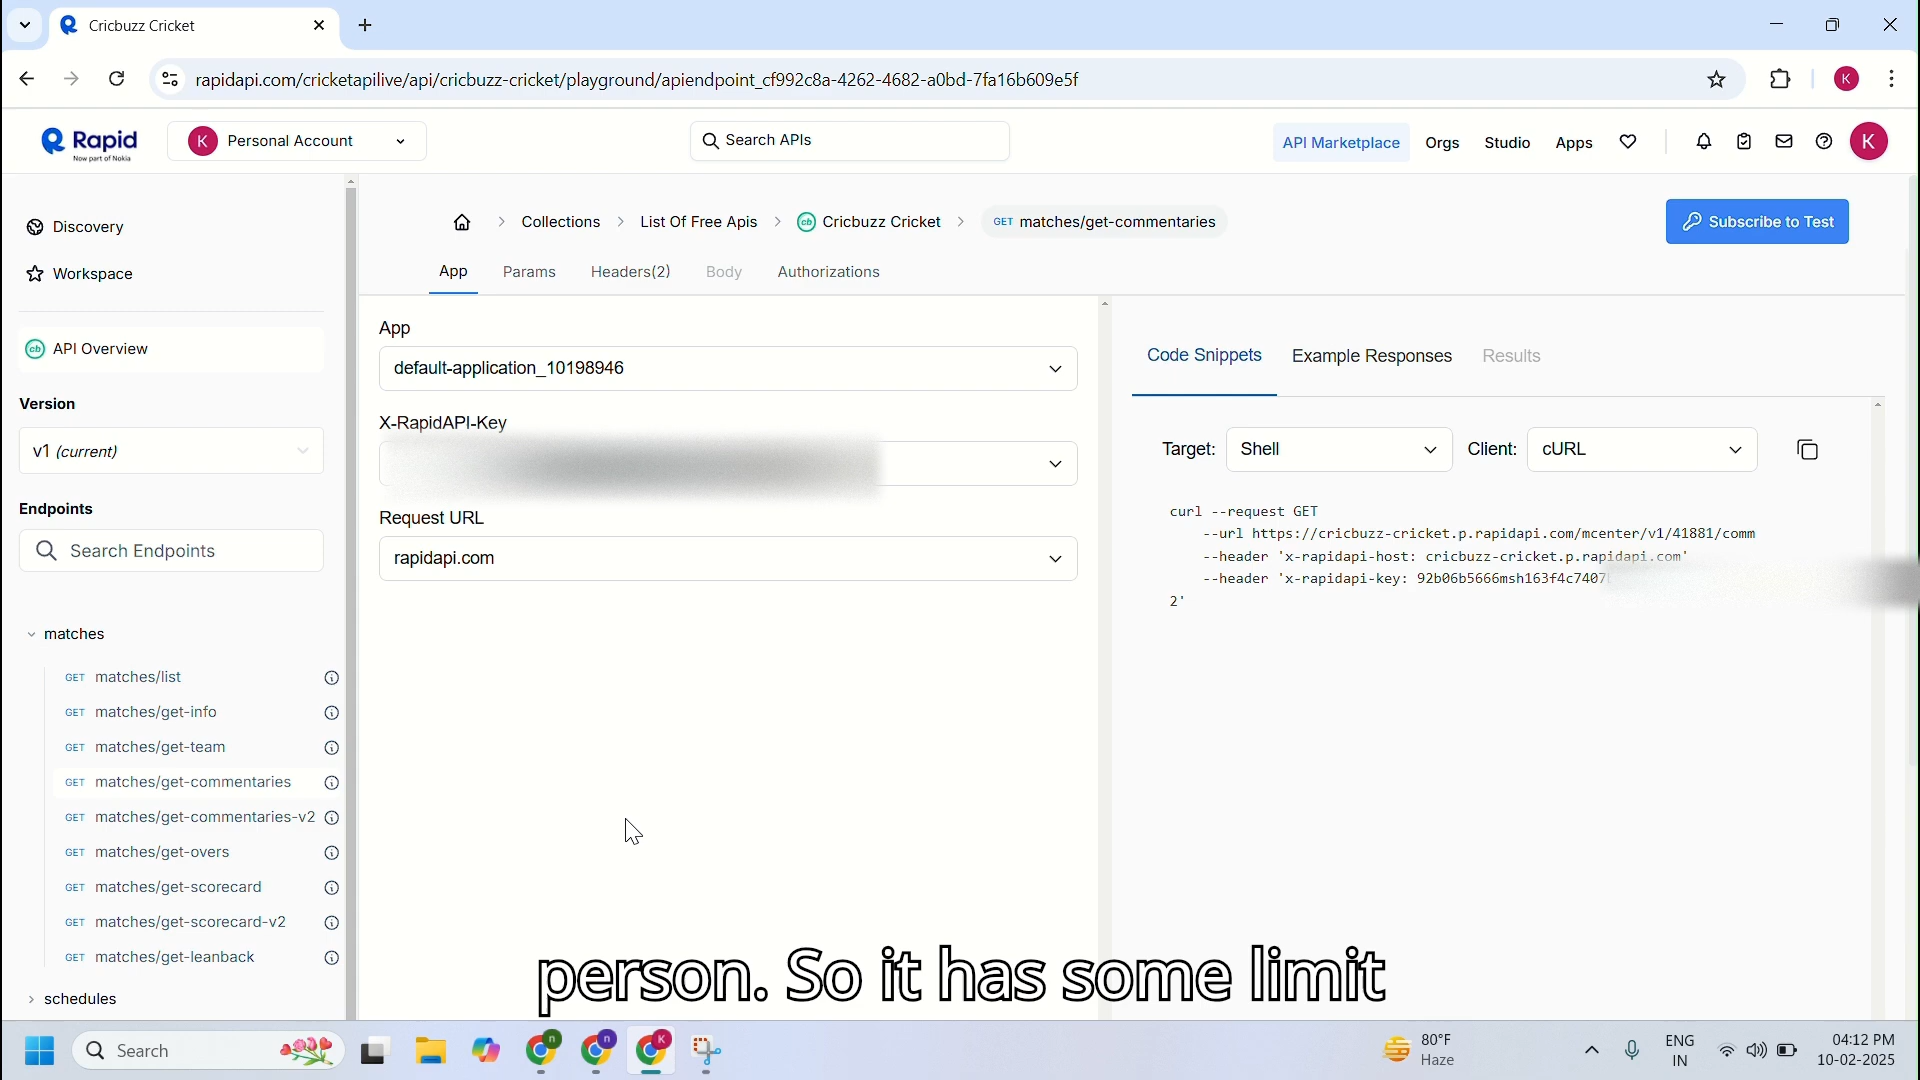 Cricbuzz Cricket
rapidapi.com/cricketapilive/api/cricbuzz-cricket/playground/apiendpoint_cf992c8a-4262-4682-a0bd-7fa16b609e5f
K
Rapid
Now part of Nokia
K Personal Account
Search APIs
API Marketplace Orgs Studio Apps
K
Discovery
Workspace
cb API Overview
Version
v1 (current)
Endpoints
Search Endpoints
matches
GET matches/list
GET matches/get-info
GET matches/get-team
GET matches/get-commentaries
GET matches/get-commentaries-v2
GET matches/get-overs
GET matches/get-scorecard
GET matches/get-scorecard-v2
GET matches/get-leanback
schedules
Collections List Of Free Apis cb Cricbuzz Cricket GET matches/get-commentaries
Subscribe to Test
App Params Headers(2) Body Authorizations
App
default-application_10198946
X-RapidAPI-Key
Request URL
rapidapi.com
Code Snippets Example Responses Results
Target: Shell Client: cURL
curl --request GET
--url https://cricbuzz-cricket.p.rapidapi.com/mcenter/v1/41881/comm
--header 'x-rapidapi-host: cricbuzz-cricket.p.rapidapi.com'
--header 'x-rapidapi-key: 92b06b5666msh163f4c7407
2'
person. So it has some limit
Search
n
n
K
80°F
Haze
ENG
IN
04:12 PM
10-02-2025